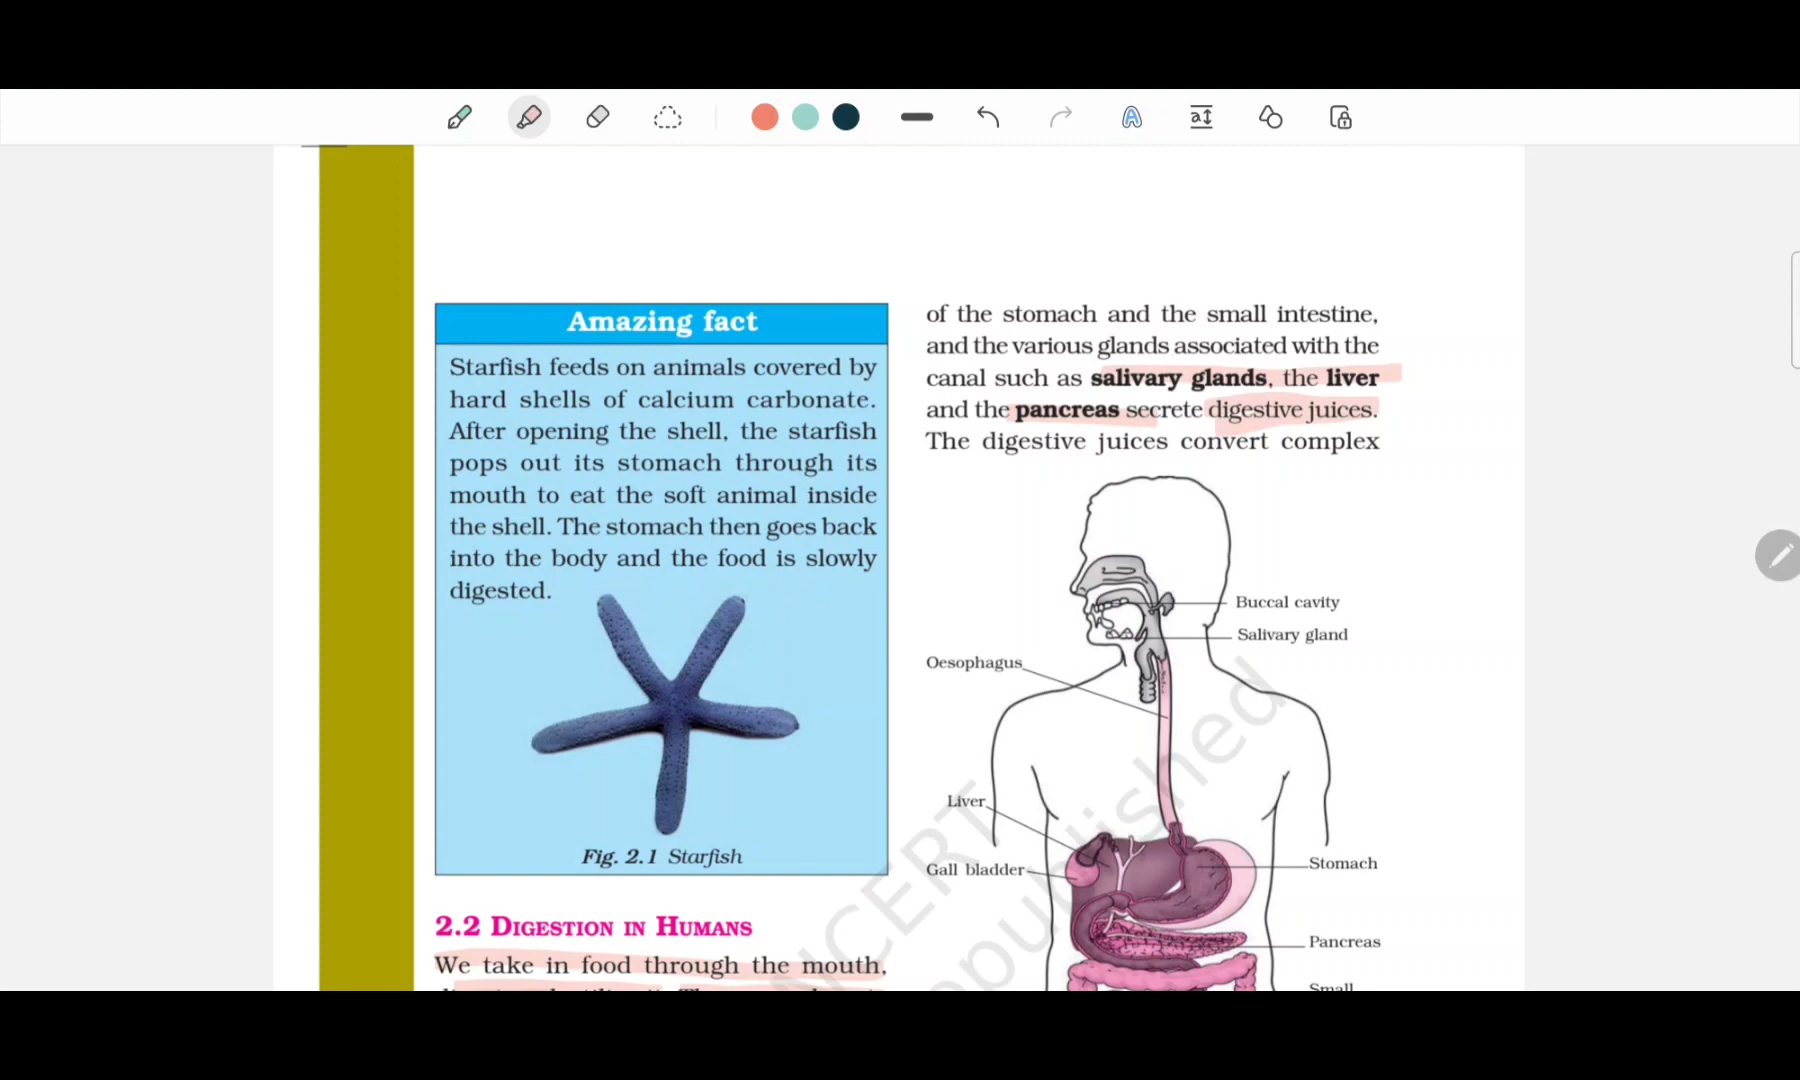 Amazing fact
Starfish feeds on animals covered by
hard shells of calcium carbonate.
After opening the shell, the starfish
pops out its stomach through its
mouth to eat the soft animal inside
the shell. The stomach then goes back
into the body and the food is slowly
digested.
Fig. 2.1 Starfish
2.2 DIGESTION IN HUMANS
We take in food through the mouth,
of the stomach and the small intestine,
and the various glands associated with the
canal such as salivary glands, the liver
and the pancreas secrete digestive juices.
The digestive juices convert complex
Buccal cavity
Salivary gland
Oesophagus
Liver
Gall bladder
Stomach
Pancreas
Small
NCERT
published